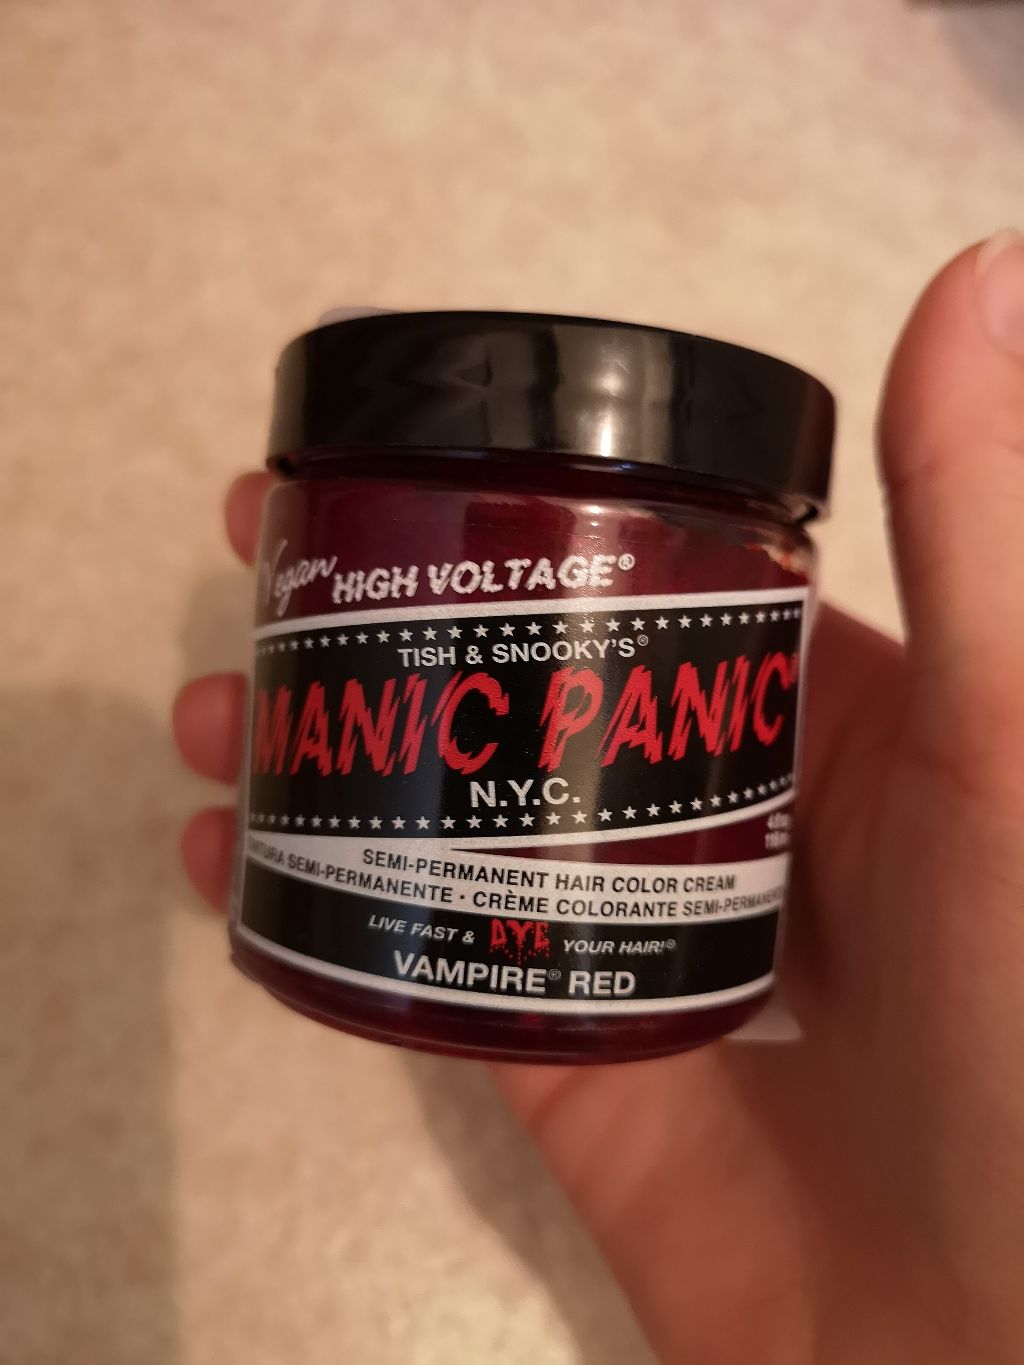 Vegan HIGH VOLTAGE®
TISH & SNOOKY'S®
MANIC PANIC®
N.Y.C.
SEMI-PERMANENT HAIR COLOR CREAM
SEMI-PERMANENTE • CRÈME COLORANTE SEMI-PERMANENTE
LIVE FAST & DYE YOUR HAIR!®
VAMPIRE® RED